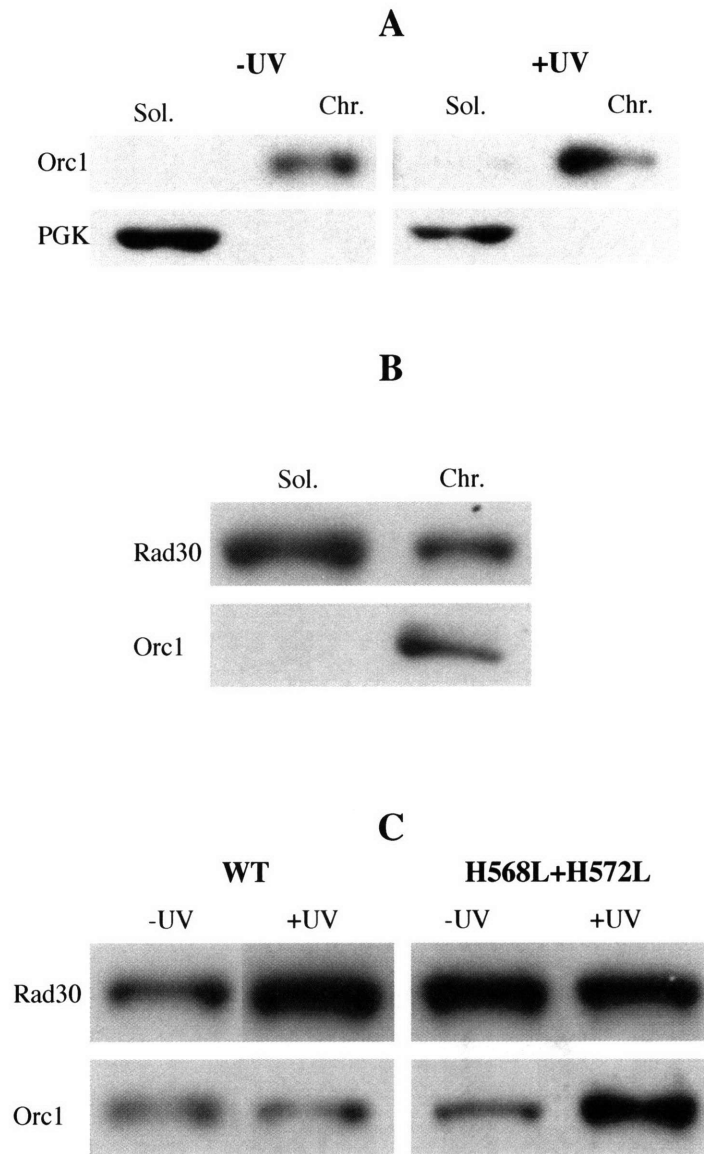 A
-UV +UV
Sol. Chr. Sol. Chr.
Orc1
PGK
B
Sol. Chr.
Rad30
Orc1
C
WT H568L+H572L
-UV +UV -UV +UV
Rad30
Orc1